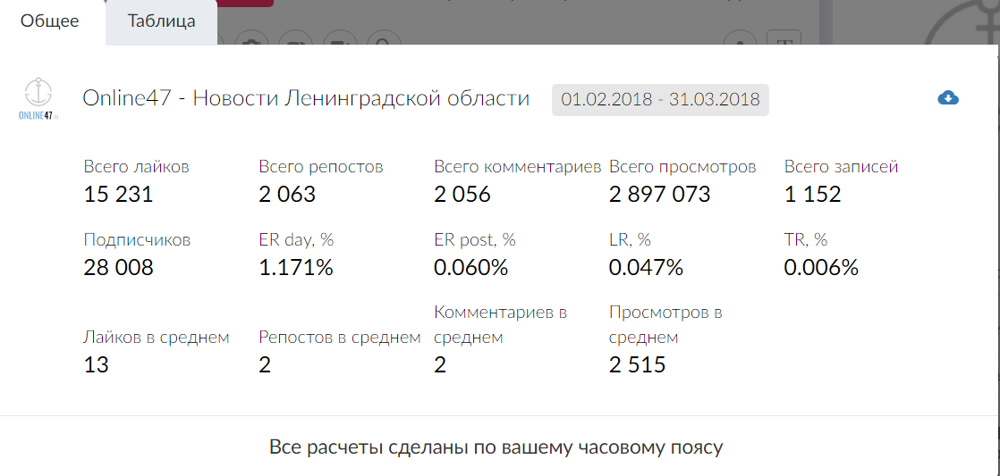 Общее
Таблица
ONLINE47
Online47 - Новости Ленинградской области
01.02.2018 - 31.03.2018
Всего лайков
Всего репостов
Всего комментариев
Всего просмотров
Всего записей
15 231
2 063
2 056
2 897 073
1 152
Подписчиков
ER day, %
ER post, %
LR, %
TR, %
28 008
1.171%
0.060%
0.047%
0.006%
Лайков в среднем
Репостов в среднем
Комментариев в
среднем
Просмотров в
среднем
13
2
2
2 515
Все расчеты сделаны по вашему часовому поясу